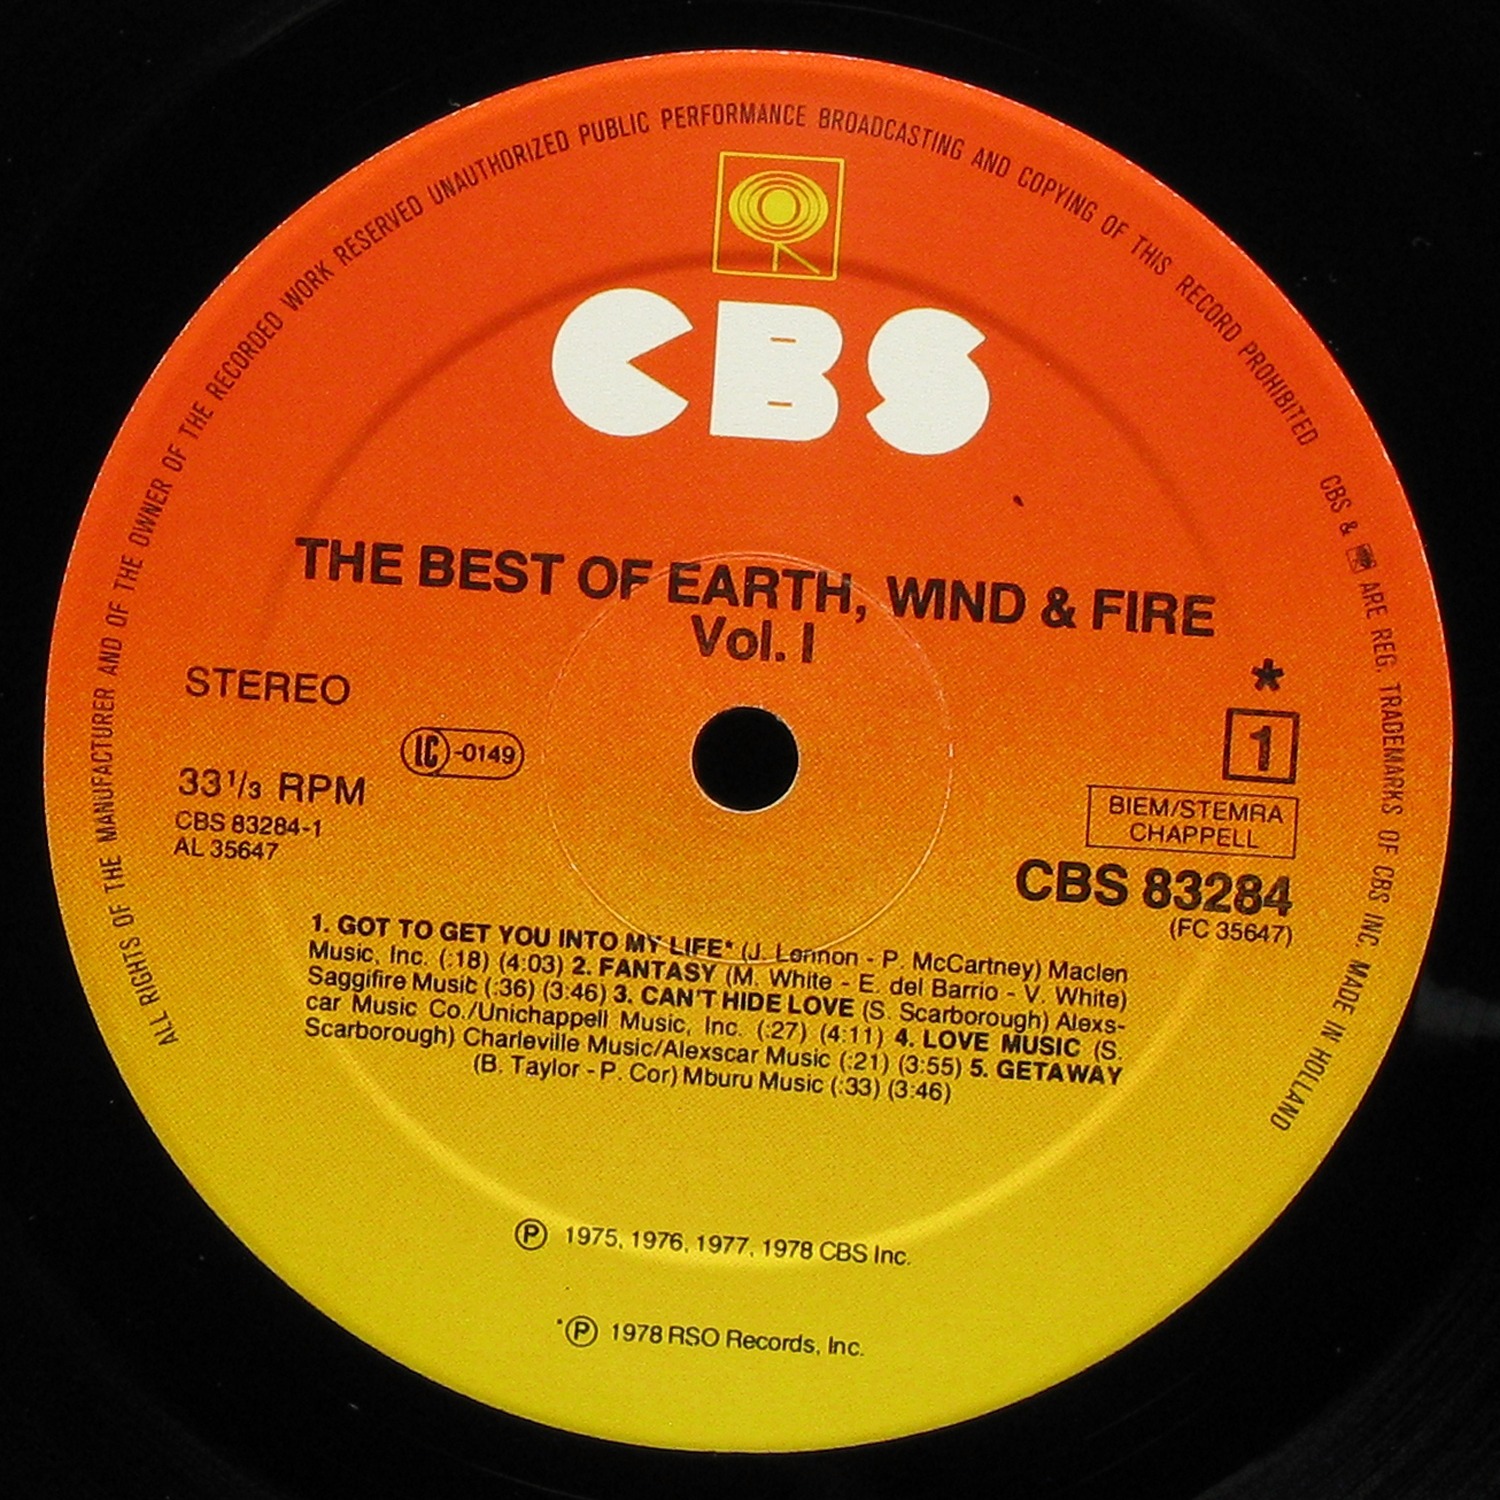 ALL RIGHTS OF THE MANUFACTURER AND OF THE OWNER OF THE RECORDED WORK RESERVED UNAUTHORIZED PUBLIC PERFORMANCE BROADCASTING AND COPYING OF THIS RECORD PROHIBITED CBS & ARE REG. TRADEMARKS OF CBS INC. MADE IN HOLLAND
CBS
THE BEST OF EARTH, WIND & FIRE
Vol. I
STEREO
*
LC-0149
1
33 1/3 RPM
BIEM/STEMRA
CHAPPELL
CBS 83284-1
AL 35647
CBS 83284
(FC 35647)
1. GOT TO GET YOU INTO MY LIFE* (J. Lennon - P. McCartney) Maclen
Music, Inc. (:18) (4:03) 2. FANTASY (M. White - E. del Barrio - V. White)
Saggifire Music (:36) (3:46) 3. CAN'T HIDE LOVE (S. Scarborough) Alexs-
car Music Co./Unichappell Music, Inc. (:27) (4:11) 4. LOVE MUSIC (S.
Scarborough) Charleville Music/Alexscar Music (:21) (3:55) 5. GETAWAY
(B. Taylor - P. Cor) Mburu Music (:33) (3:46)
Ⓟ 1975, 1976, 1977, 1978 CBS Inc.
*Ⓟ 1978 RSO Records, Inc.